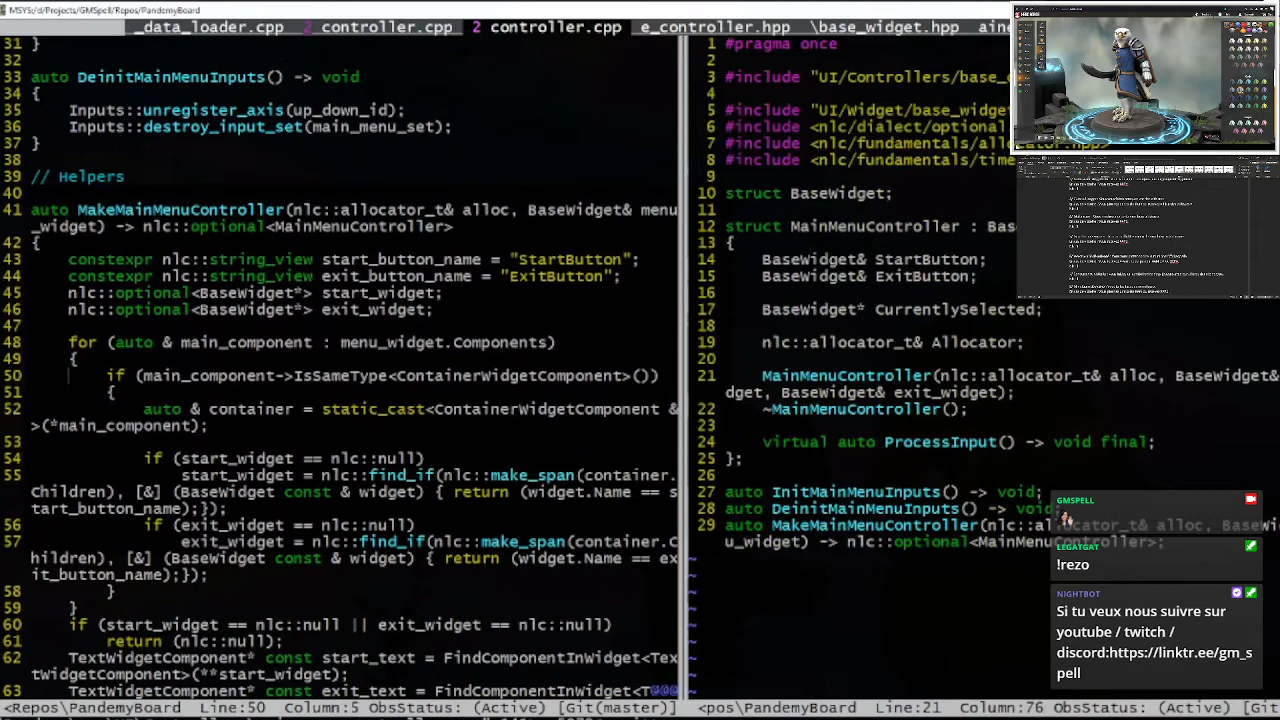 MSYS:/d/Projects/GMSpell/Repos/PandemyBoard
_data_loader.cpp 2 controller.cpp 2 controller.cpp e_controller.hpp \base_widget.hpp
31 }
32
33 auto DeinitMainMenuInputs() -> void
34 {
35 Inputs::unregister_axis(up_down_id);
36 Inputs::destroy_input_set(main_menu_set);
37 }
38
39 // Helpers
40
41 auto MakeMainMenuController(nlc::allocator_t& alloc, BaseWidget& menu
_widget) -> nlc::optional<MainMenuController>
42 {
43 constexpr nlc::string_view start_button_name = "StartButton";
44 constexpr nlc::string_view exit_button_name = "ExitButton";
45 nlc::optional<BaseWidget*> start_widget;
46 nlc::optional<BaseWidget*> exit_widget;
47
48 for (auto & main_component : menu_widget.Components)
49 {
50 if (main_component->IsSameType<ContainerWidgetComponent>())
51 {
52 auto & container = static_cast<ContainerWidgetComponent &
>(*main_component);
53
54 if (start_widget == nlc::null)
55 start_widget = nlc::find_if(nlc::make_span(container.
Children), [&] (BaseWidget const & widget) { return (widget.Name == s
tart_button_name);});
56 if (exit_widget == nlc::null)
57 exit_widget = nlc::find_if(nlc::make_span(container.C
hildren), [&] (BaseWidget const & widget) { return (widget.Name == ex
it_button_name);});
58 }
59 }
60 if (start_widget == nlc::null || exit_widget == nlc::null)
61 return (nlc::null);
62 TextWidgetComponent* const start_text = FindComponentInWidget<Tex
tWidgetComponent>(**start_widget);
63 TextWidgetComponent* const exit_text = FindComponentInWidget<T@@@
<Repos\PandemyBoard Line:50 Column:5 ObsStatus: (Active) [Git(master)]
1 #pragma once
2
3 #include "UI/Controllers/base_
4
5 #include "UI/Widget/base_widge
6 #include <nlc/dialect/optional
7 #include <nlc/fundamentals/allocator.hpp>
8 #include <nlc/fundamentals/time
9
10 struct BaseWidget;
11
12 struct MainMenuController : Bas
13 {
14 BaseWidget& StartButton;
15 BaseWidget& ExitButton;
16
17 BaseWidget* CurrentlySelected;
18
19 nlc::allocator_t& Allocator;
20
21 MainMenuController(nlc::allocator_t& alloc, BaseWidget&
dget, BaseWidget& exit_widget);
22 ~MainMenuController();
23
24 virtual auto ProcessInput() -> void final;
25 };
26
27 auto InitMainMenuInputs() -> void;
28 auto DeinitMainMenuInputs() -> void;
29 auto MakeMainMenuController(nlc::allocator_t& alloc, BaseWi
u_widget) -> nlc::optional<MainMenuController>;
~
~
~
~
~
~
~
~
~
<pos\PandemyBoard Line:21 Column:76 ObsStatus: (Active) [Git
GMSPELL
LEGATGAT
!rezo
NIGHTBOT
Si tu veux nous suivre sur
youtube / twitch /
discord:https://linktr.ee/gm_s
pell